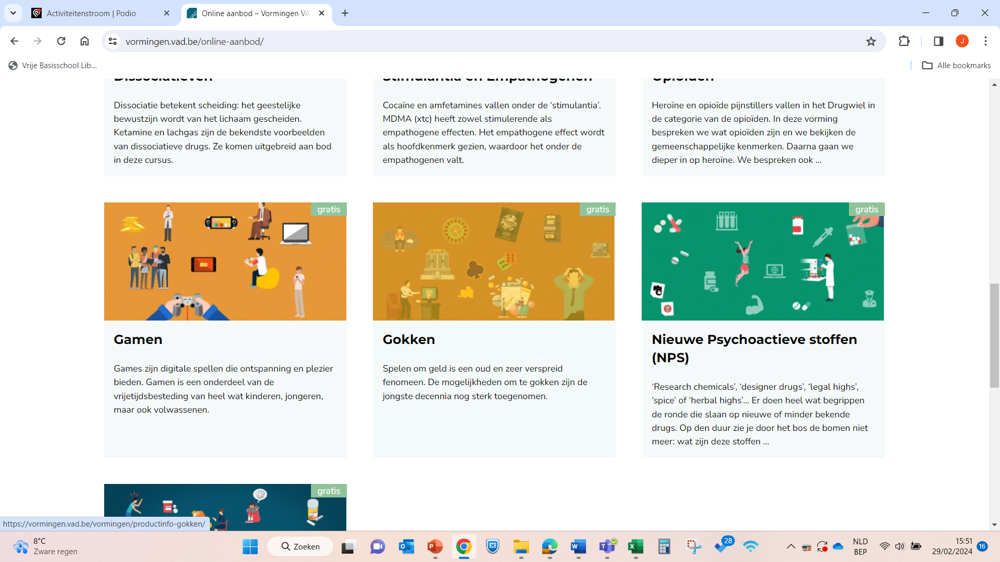 Activiteitenstroom | Podio
Online aanbod – Vormingen VA
vormingen.vad.be/online-aanbod/
J
Vrije Basisschool Lib...
Alle bookmarks
Dissociatieven
Stimulantia en Empathogenen
Opioïden
Dissociatie betekent scheiding: het geestelijke
bewustzijn wordt van het lichaam gescheiden.
Ketamine en lachgas zijn de bekendste voorbeelden
van dissociatieve drugs. Ze komen uitgebreid aan bod
in deze cursus.
Cocaïne en amfetamines vallen onder de ‘stimulantia’.
MDMA (xtc) heeft zowel stimulerende als
empathogene effecten. Het empathogene effect wordt
als hoofdkenmerk gezien, waardoor het onder de
empathogenen valt.
Heroïne en opioïde pijnstillers vallen in het Drugwiel in
de categorie van de opioïden. In deze vorming
bespreken we wat opioïden zijn en we bekijken de
gemeenschappelijke kenmerken. Daarna gaan we
dieper in op heroïne. We bespreken ook ...
gratis
gratis
gratis
Gamen
Games zijn digitale spellen die ontspanning en plezier
bieden. Gamen is een onderdeel van de
vrijetijdsbesteding van heel wat kinderen, jongeren,
maar ook volwassenen.
Gokken
Spelen om geld is een oud en zeer verspreid
fenomeen. De mogelijkheden om te gokken zijn de
jongste decennia nog sterk toegenomen.
Nieuwe Psychoactieve stoffen
(NPS)
‘Research chemicals’, ‘designer drugs’, ‘legal highs’,
‘spice’ of ‘herbal highs’... Er doen heel wat begrippen
de ronde die slaan op nieuwe of minder bekende
drugs. Op den duur zie je door het bos de bomen niet
meer: wat zijn deze stoffen ...
gratis
https://vormingen.vad.be/vormingen/productinfo-gokken/
8°C
Zware regen
Zoeken
28
NLD
BEP
15:51
29/02/2024
16